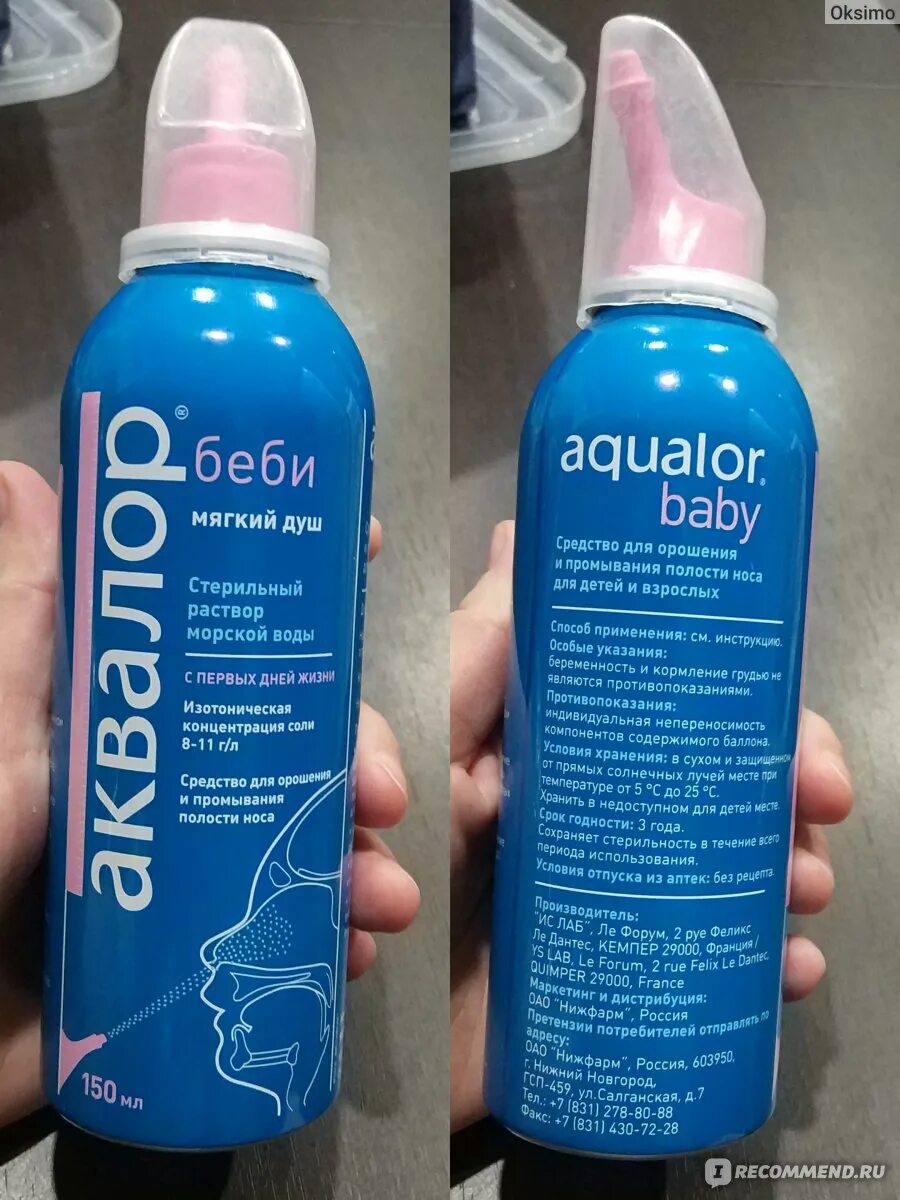 Oksimo
аквалор®
беби
мягкий душ
Стерильный
раствор
морской воды
С ПЕРВЫХ ДНЕЙ ЖИЗНИ
Изотоническая
концентрация соли
8-11 г/л
Средство для орошения
и промывания
полости носа
150 мл
aqualor®
baby
Средство для орошения
и промывания полости носа
для детей и взрослых
Способ применения: см. инструкцию.
Особые указания:
беременность и кормление грудью не
являются противопоказаниями.
Противопоказания:
индивидуальная непереносимость
компонентов содержимого баллона.
Условия хранения: в сухом и защищенном
от прямых солнечных лучей месте при
температуре от 5 °С до 25 °С.
Хранить в недоступном для детей месте.
Срок годности: 3 года.
Сохраняет стерильность в течение всего
периода использования.
Условия отпуска из аптек: без рецепта.
Производитель:
"ИС ЛАБ", Ле Форум, 2 руе Феликс
Ле Дантес, КЕМПЕР 29000, Франция /
YS LAB, Le Forum, 2 rue Felix Le Dantec,
QUIMPER 29000, France
Маркетинг и дистрибуция:
ОАО "Нижфарм", Россия
Претензии потребителей отправлять по
адресу:
ОАО "Нижфарм", Россия, 603950,
г. Нижний Новгород,
ГСП-459, ул.Салганская, д.7
Тел.: +7 (831) 278-80-88
Факс: +7 (831) 430-72-28
IRECOMMEND.RU